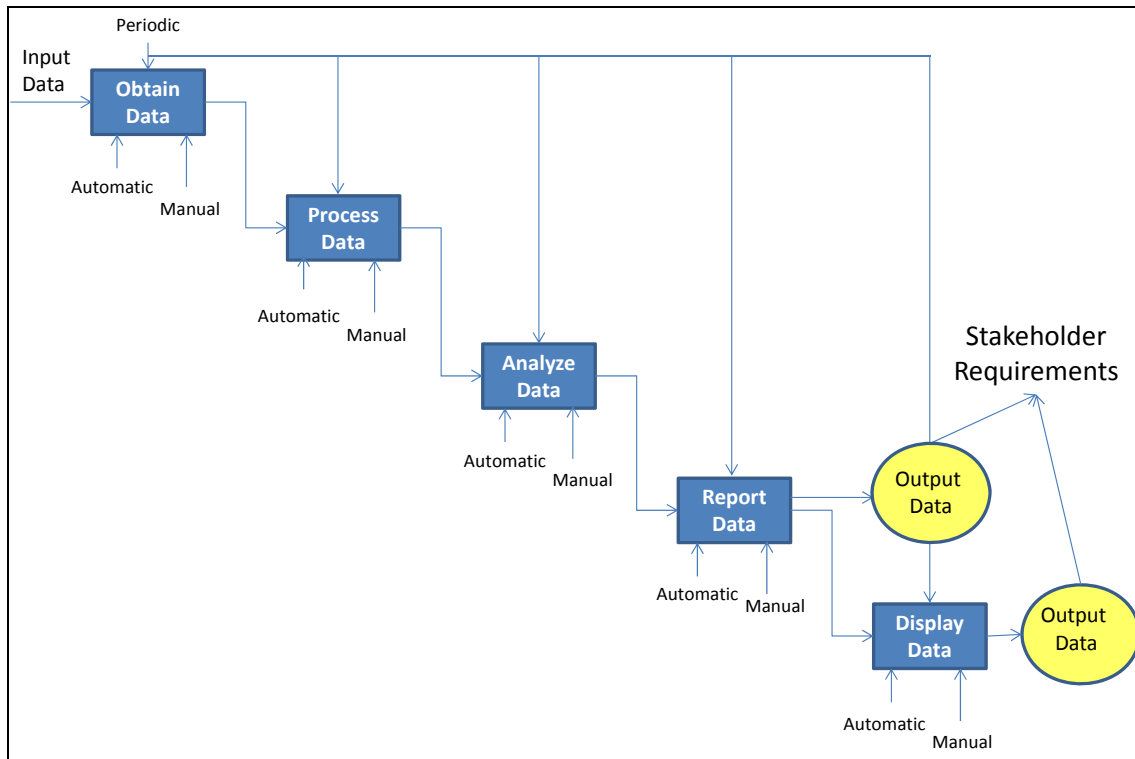 Periodic
Input
Data
Obtain
Data
Automatic
Manual
Process
Data
Automatic
Manual
Analyze
Data
Automatic
Manual
Stakeholder
Requirements
Report
Data
Output
Data
Automatic
Manual
Display
Data
Output
Data
Automatic
Manual